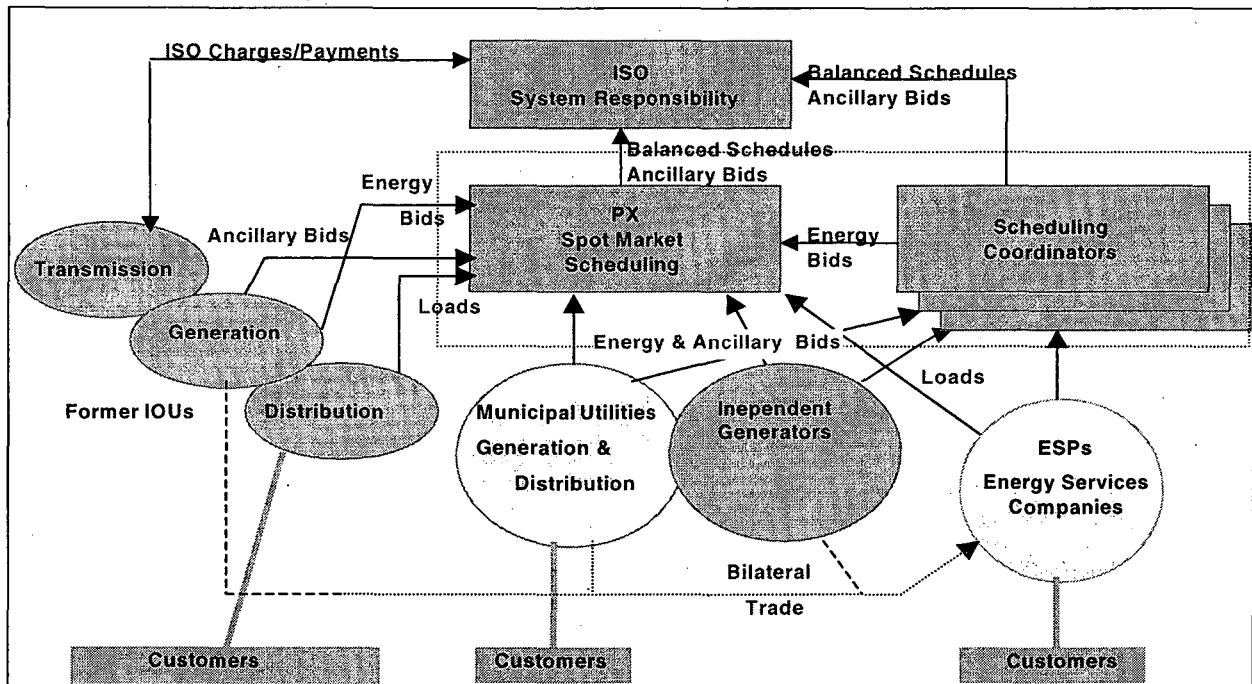 ISO Charges/Payments
ISO
System Responsibility
Balanced Schedules
Ancillary Bids
Balanced Schedules
Ancillary Bids
Energy
Bids
PX
Spot Market
Scheduling
Energy
Bids
Scheduling
Coordinators
Ancillary Bids
Transmission
Loads
Generation
Energy & Ancillary Bids
Loads
Former IOUs
Distribution
Municipal Utilities
Generation &
Distribution
Inependent
Generators
ESPs
Energy Services
Companies
Bilateral
Trade
Customers
Customers
Customers